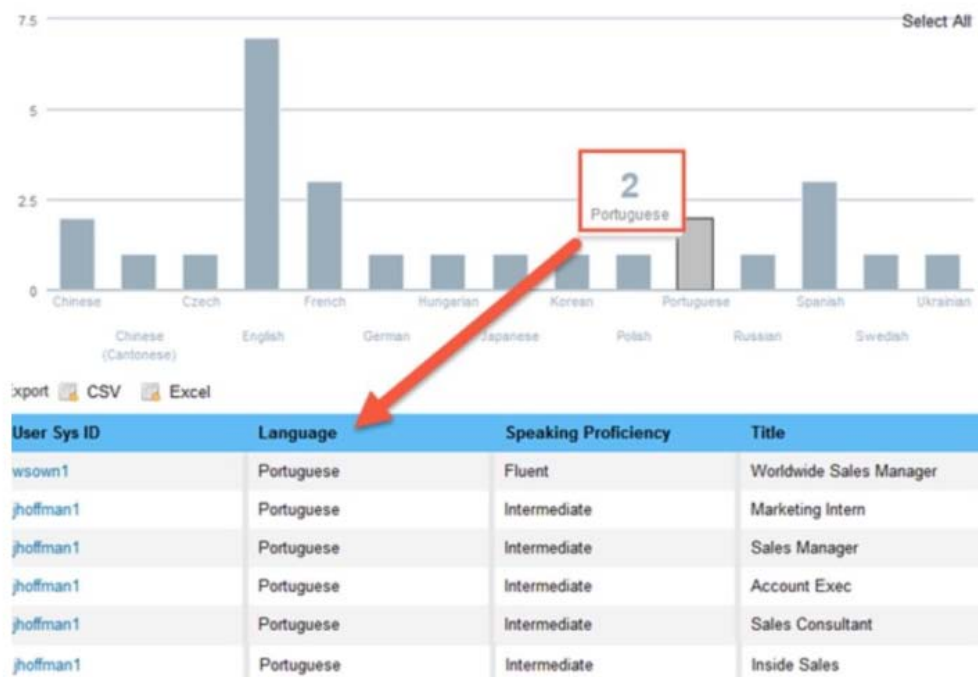 7.5
Select All
5
2
Portuguese
2.5
0
Chinese Czech French Hungarian Korean Portuguese Spanish Ukrainian
Chinese English German Japanese Polish Russian Swedish
(Cantonese)
xport CSV Excel
User Sys ID Language Speaking Proficiency Title
wsown1 Portuguese Fluent Worldwide Sales Manager
jhoffman1 Portuguese Intermediate Marketing Intern
jhoffman1 Portuguese Intermediate Sales Manager
jhoffman1 Portuguese Intermediate Account Exec
jhoffman1 Portuguese Intermediate Sales Consultant
jhoffman1 Portuguese Intermediate Inside Sales